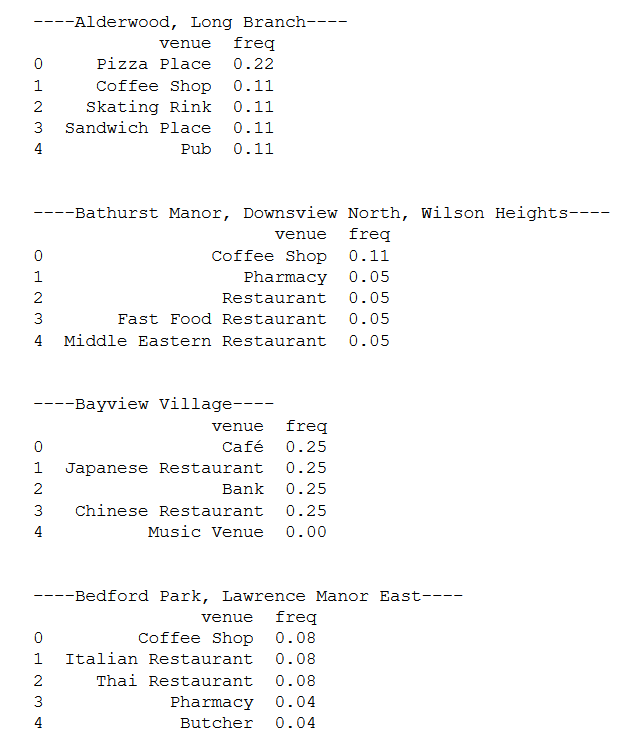 ----Alderwood, Long Branch----
venue freq
0 Pizza Place 0.22
1 Coffee Shop 0.11
2 Skating Rink 0.11
3 Sandwich Place 0.11
4 Pub 0.11
----Bathurst Manor, Downsview North, Wilson Heights----
venue freq
0 Coffee Shop 0.11
1 Pharmacy 0.05
2 Restaurant 0.05
3 Fast Food Restaurant 0.05
4 Middle Eastern Restaurant 0.05
----Bayview Village----
venue freq
0 Café 0.25
1 Japanese Restaurant 0.25
2 Bank 0.25
3 Chinese Restaurant 0.25
4 Music Venue 0.00
----Bedford Park, Lawrence Manor East----
venue freq
0 Coffee Shop 0.08
1 Italian Restaurant 0.08
2 Thai Restaurant 0.08
3 Pharmacy 0.04
4 Butcher 0.04